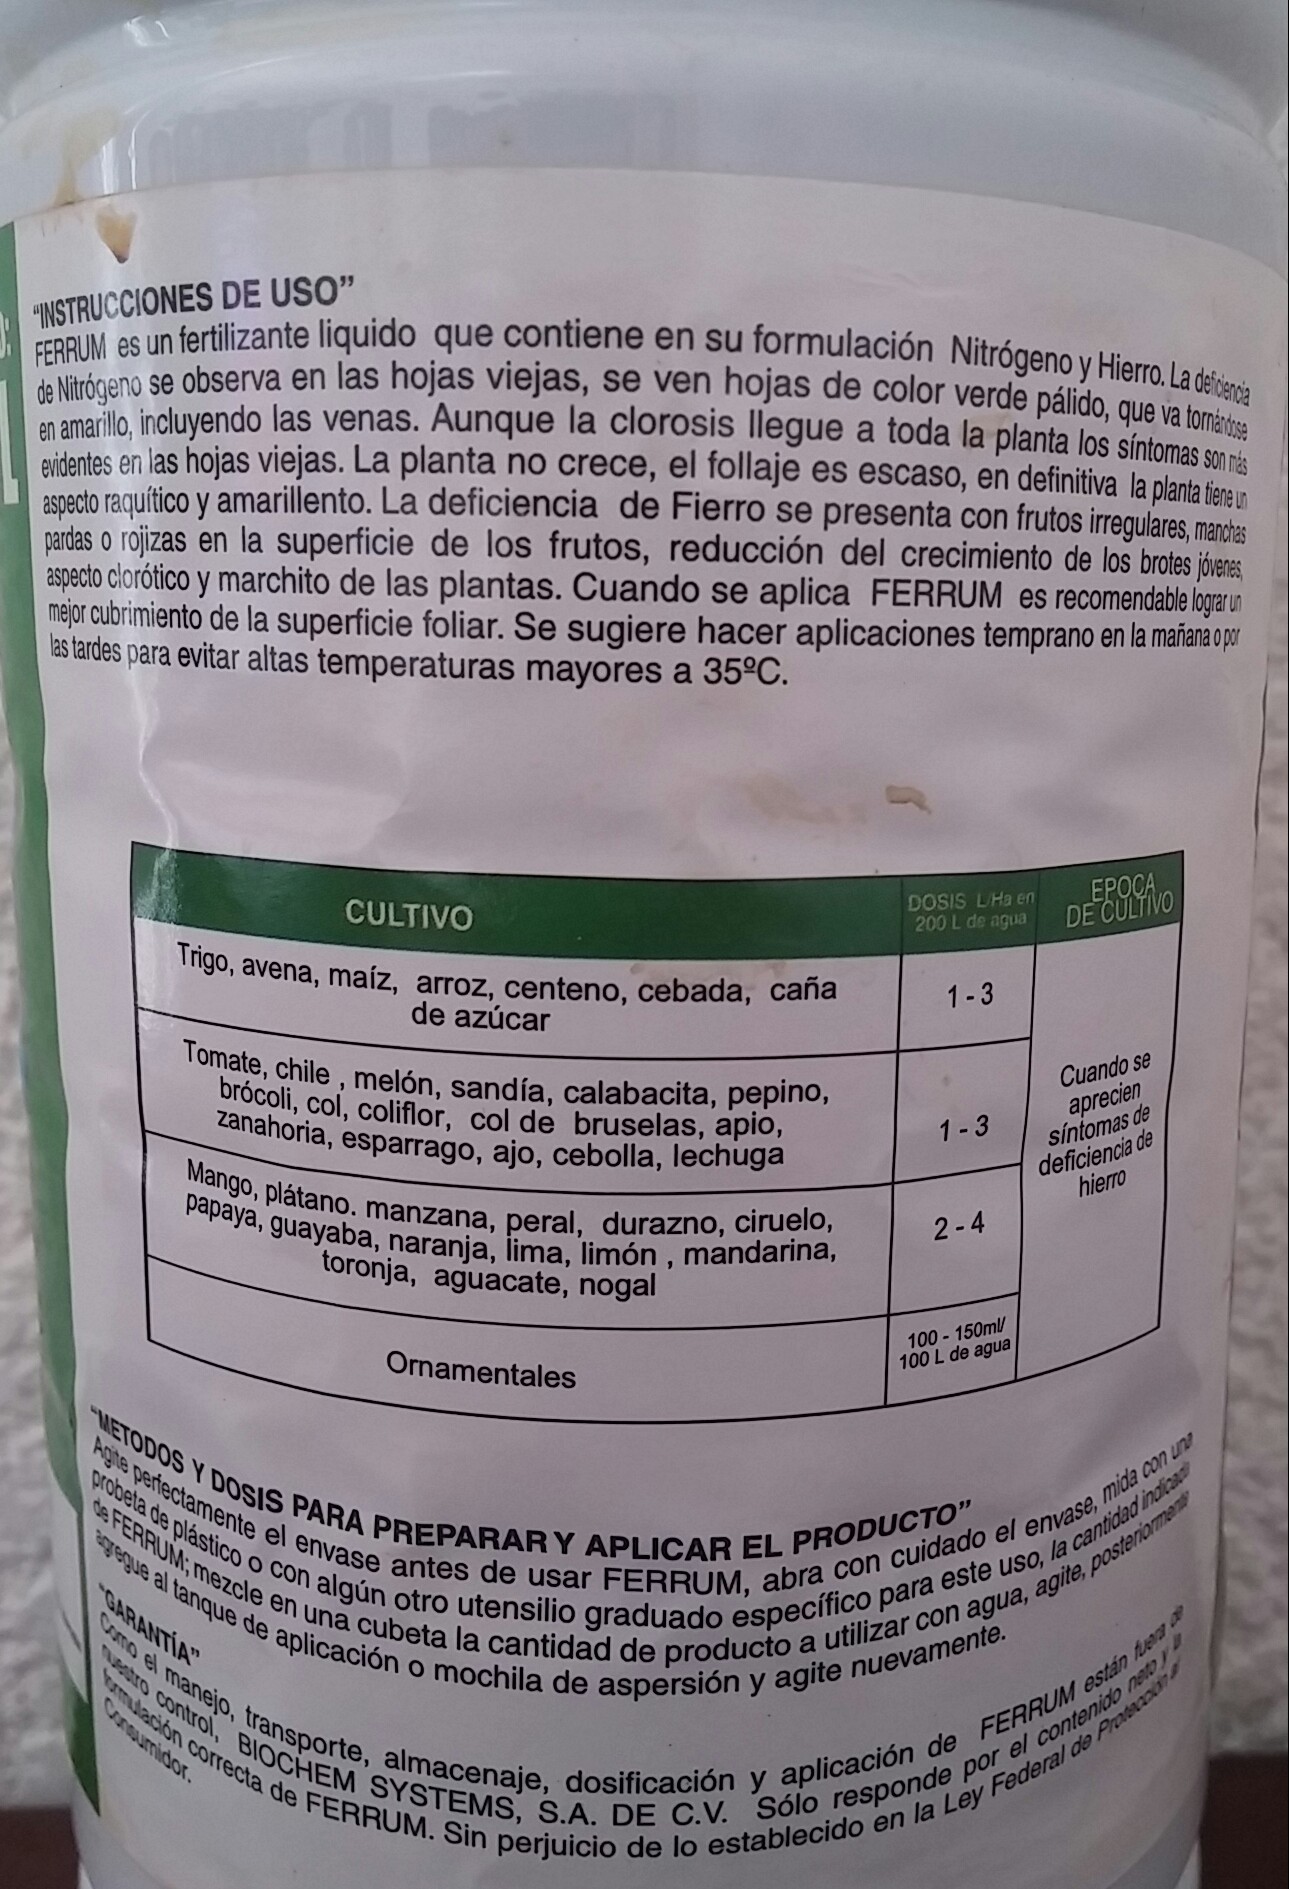 “INSTRUCCIONES DE USO”
FERRUM es un fertilizante liquido que contiene en su formulación Nitrógeno y Hierro. La deficiencia
de Nitrógeno se observa en las hojas viejas, se ven hojas de color verde pálido, que va tornándose
en amarillo, incluyendo las venas. Aunque la clorosis llegue a toda la planta los síntomas son más
evidentes en las hojas viejas. La planta no crece, el follaje es escaso, en definitiva la planta tiene un
aspecto raquítico y amarillento. La deficiencia de Fierro se presenta con frutos irregulares, manchas
pardas o rojizas en la superficie de los frutos, reducción del crecimiento de los brotes jóvenes,
aspecto clorótico y marchito de las plantas. Cuando se aplica FERRUM es recomendable lograr un
mejor cubrimiento de la superficie foliar. Se sugiere hacer aplicaciones temprano en la mañana o por
las tardes para evitar altas temperaturas mayores a 35ºC.
CULTIVO
DOSIS L/Ha en
200 L de agua
EPOCA
DE CULTIVO
Trigo, avena, maíz, arroz, centeno, cebada, caña
de azúcar
1 - 3
Tomate, chile , melón, sandía, calabacita, pepino,
brócoli, col, coliflor, col de bruselas, apio,
zanahoria, esparrago, ajo, cebolla, lechuga
1 - 3
Mango, plátano. manzana, peral, durazno, ciruelo,
papaya, guayaba, naranja, lima, limón , mandarina,
toronja, aguacate, nogal
2 - 4
Ornamentales
100 - 150ml/
100 L de agua
Cuando se
aprecien
síntomas de
deficiencia de
hierro
“METODOS Y DOSIS PARA PREPARAR Y APLICAR EL PRODUCTO”
Agite perfectamente el envase antes de usar FERRUM, abra con cuidado el envase, mida con una
probeta de plástico o con algún otro utensilio graduado específico para este uso, la cantidad indicada
de FERRUM; mezcle en una cubeta la cantidad de producto a utilizar con agua, agite, posteriormente
agregue al tanque de aplicación o mochila de aspersión y agite nuevamente.
“GARANTÍA”
Como el manejo, transporte, almacenaje, dosificación y aplicación de FERRUM están fuera de
nuestro control, BIOCHEM SYSTEMS, S.A. DE C.V. Sólo responde por el contenido neto y la
formulación correcta de FERRUM. Sin perjuicio de lo establecido en la Ley Federal de Protección al
Consumidor.